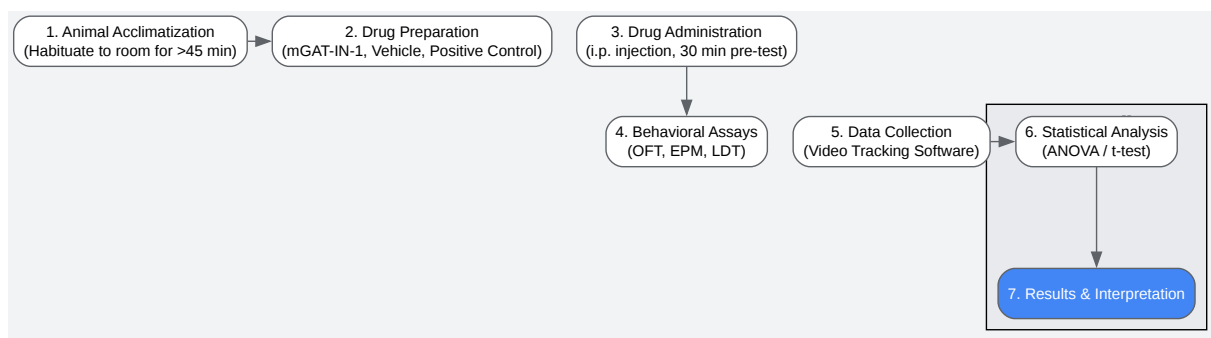 1. Animal Acclimatization
(Habituate to room for >45 min)
2. Drug Preparation
(mGAT-IN-1, Vehicle, Positive Control)
3. Drug Administration
(i.p. injection, 30 min pre-test)
4. Behavioral Assays
(OFT, EPM, LDT)
5. Data Collection
(Video Tracking Software)
6. Statistical Analysis
(ANOVA / t-test)
7. Results & Interpretation